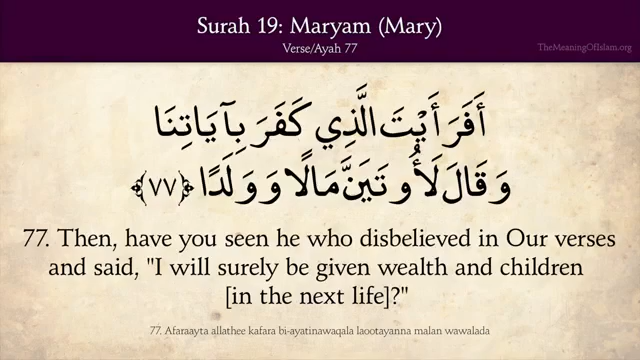 Surah 19: Maryam (Mary)
Verse/Ayah 77
TheMeaningOfIslam.org
أَفَرَأَيْتَ الَّذِي كَفَرَ بِآيَاتِنَا
وَقَالَ لَأُوتَيَنَّ مَالًا وَوَلَدًا ﴿٧٧﴾
77. Then, have you seen he who disbelieved in Our verses
and said, "I will surely be given wealth and children
[in the next life]?"
77. Afaraayta allathee kafara bi-ayatinawaqala laootayanna malan wawalada